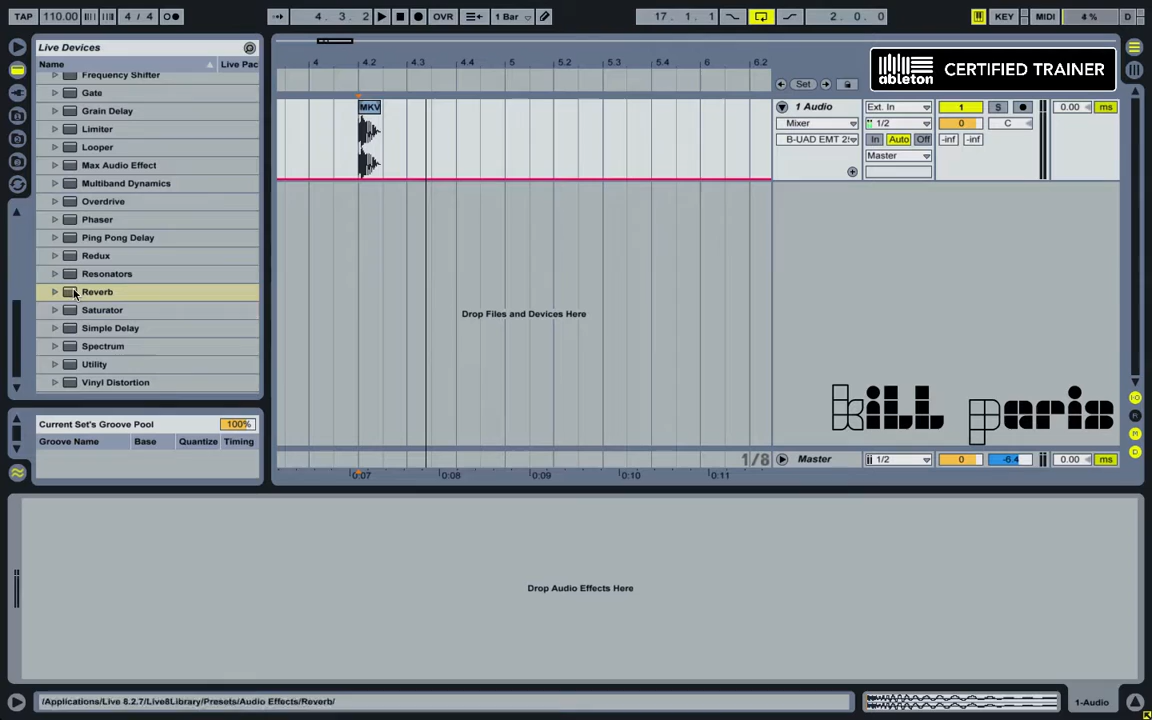 TAP 110.00 4 / 4 4. 3. 2 OVR 1 Bar 17. 1. 1 2. 0. 0 KEY MIDI 4 % D
Live Devices
Name Live Pac
Frequency Shifter
Gate
Grain Delay
Limiter
Looper
Max Audio Effect
Multiband Dynamics
Overdrive
Phaser
Ping Pong Delay
Redux
Resonators
Reverb
Saturator
Simple Delay
Spectrum
Utility
Vinyl Distortion
Current Set's Groove Pool 100%
Groove Name Base Quantize Timing
4 4.2 4.3 4.4 5 5.2 5.3 5.4 6 6.2
Ableton CERTIFIED TRAINER
Set
MKV
1 Audio Ext. In 1 S 0.00 ms
Mixer 1/2 0 C
In Auto Off -inf -inf
Master
Drop Files and Devices Here
kill paris
1/8 Master 1/2 0 -6.4 0.00 ms
0:07 0:08 0:09 0:10 0:11
Drop Audio Effects Here
/Applications/Live 8.2.7/Live8Library/Presets/Audio Effects/Reverb/
1-Audio